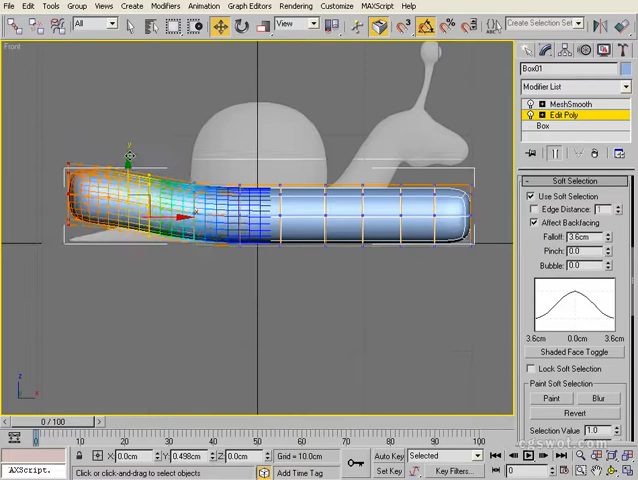 File Edit Tools Group Views Create Modifiers Animation Graph Editors Rendering Customize MAXScript Help
All
View
Create Selection Set
Front
Box01
Modifier List
MeshSmooth
Edit Poly
Box
Soft Selection
Use Soft Selection
Edge Distance: 1
Affect Backfacing
Falloff: 3.6cm
Pinch: 0.0
Bubble: 0.0
3.6cm 0.0cm 3.6cm
Shaded Face Toggle
Lock Soft Selection
Paint Soft Selection
Paint Blur
Revert
Selection Value 1.0
y
x
z
x
0 / 100
0 10 20 30 40 50 60 70 80 90 100
X: 0.0cm Y: 0.498cm Z: 0.0cm Grid = 10.0cm
Auto Key Selected
AXScript. Click or click-and-drag to select objects Add Time Tag
Set Key Key Filters... 0
cgswot.com